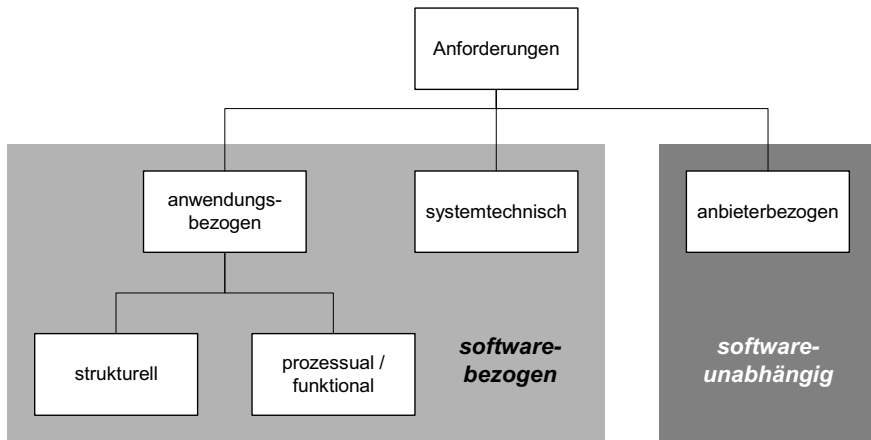 Anforderungen
anwendungs-
bezogen
systemtechnisch
anbieterbezogen
strukturell
prozessual /
funktional
software-
bezogen
software-
unabhängig